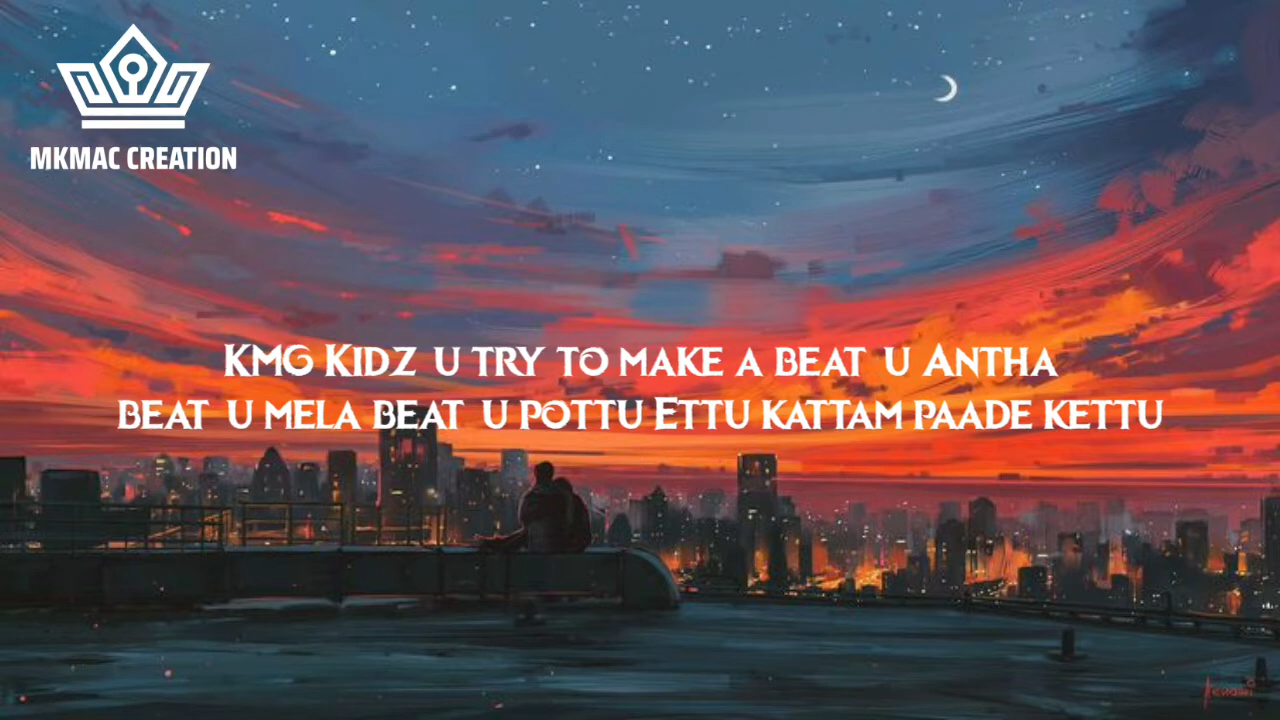 MKMAC CREATION
KMG KIDZ U TRY TO MAKE A BEAT U ANTHA
BEAT U MELA BEAT U POTTU ETTU KATTAM PAADE KETTU